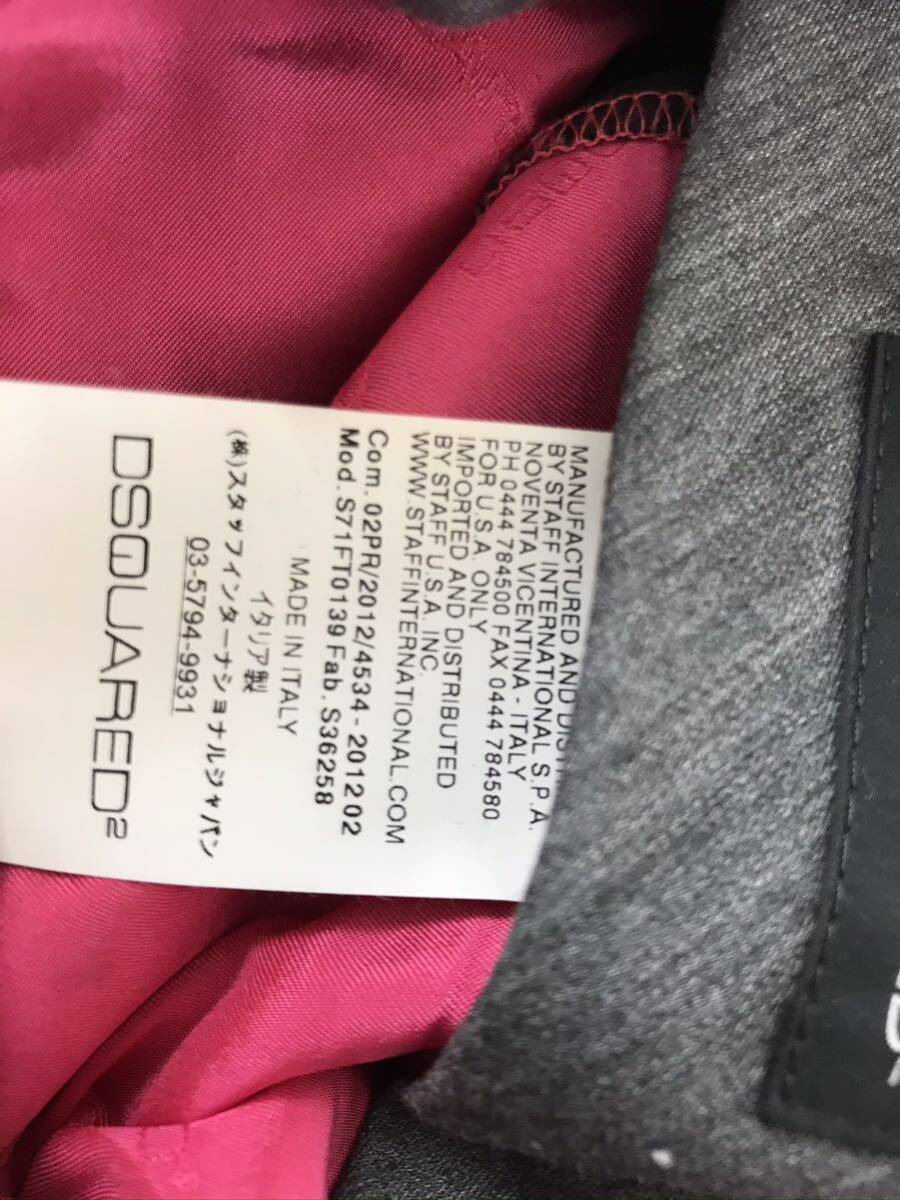 MANUFACTURED AND
BY STAFF INTERNATIONAL S.P.A.
NOVENTA VICENTINA - ITALY
PH 0444 784500 FAX 0444 784580
FOR U.S.A. ONLY
IMPORTED AND DISTRIBUTED
BY STAFF U.S.A. INC.
WWW.STAFFINTERNATIONAL.COM
Com. 02PR/2012/4534 - 201202
Mod. S71FT0139 Fab. S36258
MADE IN ITALY
イタリア製
(株)スタッフインターナショナルジャパン
03-5794-9931
DSQUARED2